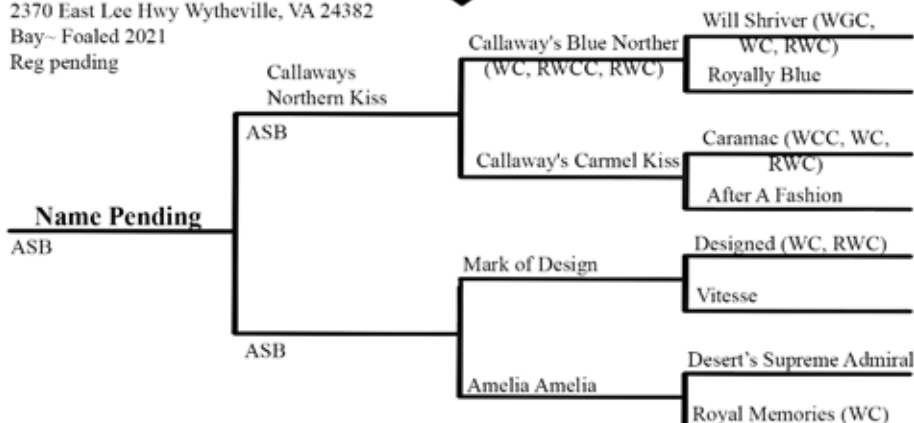 2370 East Lee Hwy Wytheville, VA 24382
Bay~ Foaled 2021
Reg pending
Name Pending
ASB
Callaways
Northern Kiss
ASB
ASB
Callaway's Blue Norther
(WC, RWCC, RWC)
Callaway's Carmel Kiss
Mark of Design
Amelia Amelia
Will Shriver (WGC,
WC, RWC)
Royally Blue
Caramac (WCC, WC,
RWC)
After A Fashion
Designed (WC, RWC)
Vitesse
Desert's Supreme Admiral
Royal Memories (WC)